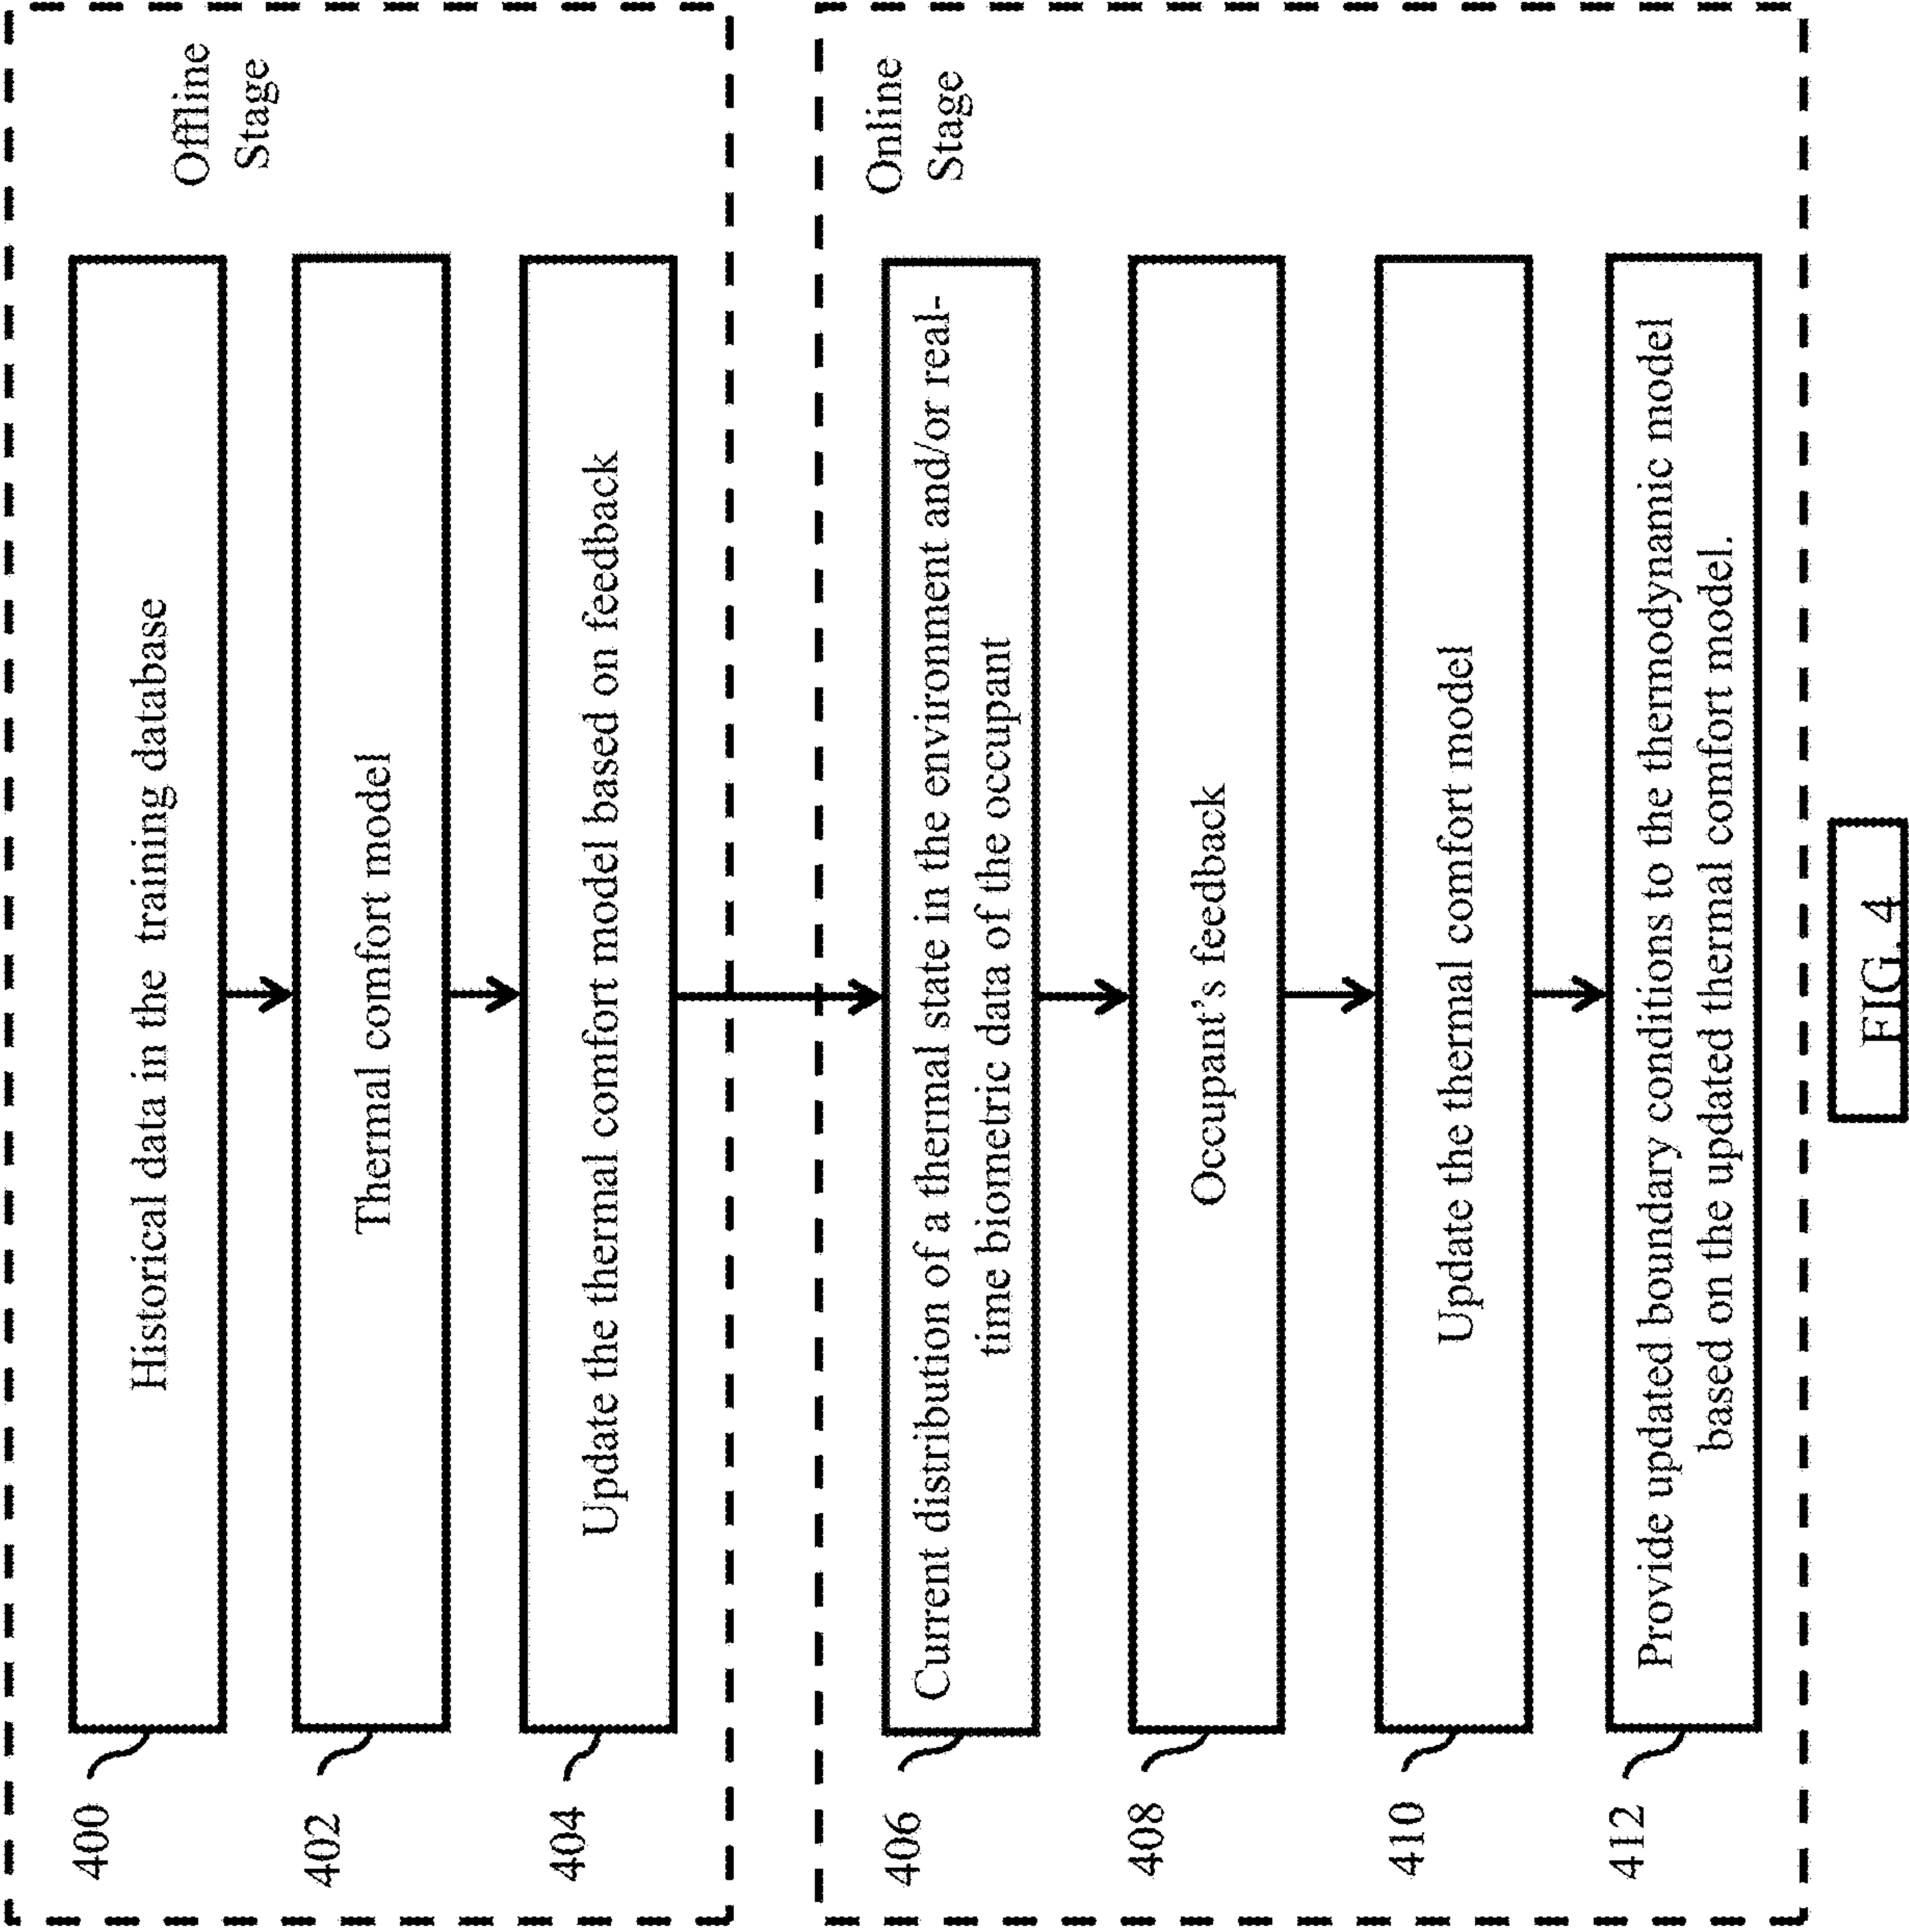 Offline
Stage
400
Historical data in the training database
402
Thermal comfort model
404
Update the thermal comfort model based on feedback
Online
Stage
406
Current distribution of a thermal state in the environment and/or real-
time biometric data of the occupant
408
Occupant's feedback
410
Update the thermal comfort model
412
Provide updated boundary conditions to the thermodynamic model
based on the updated thermal comfort model.
FIG. 4